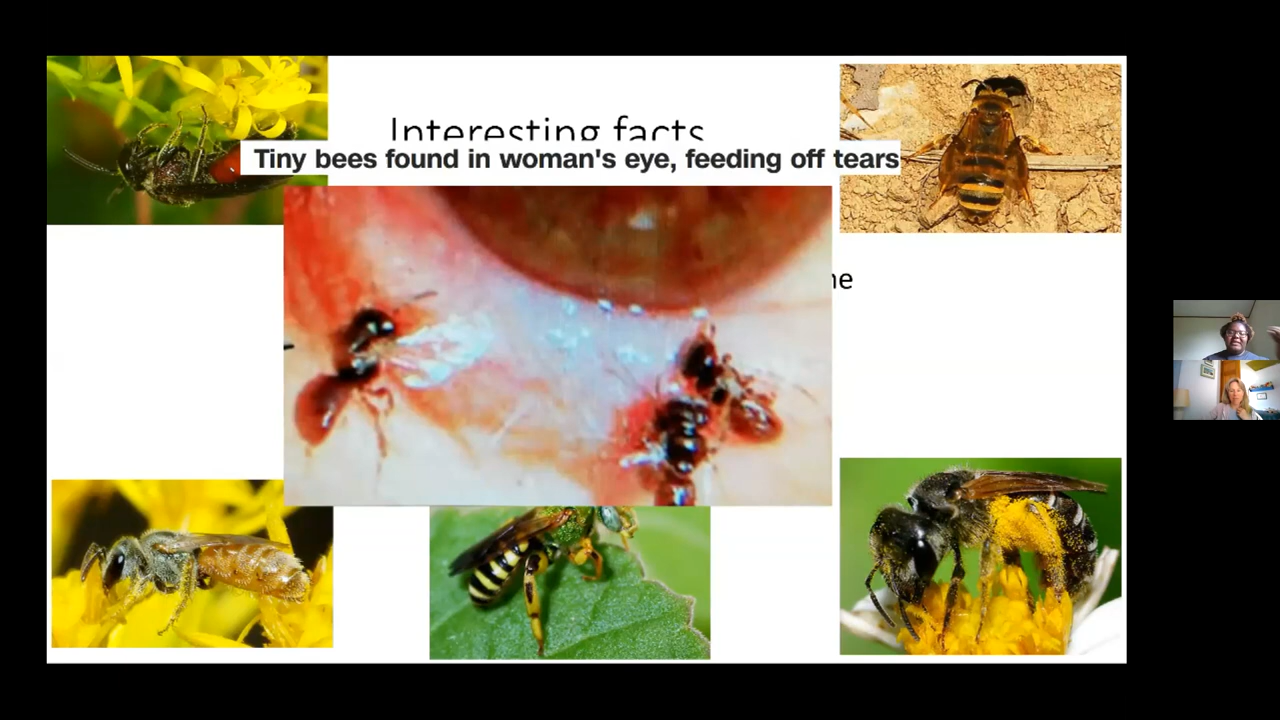 Interesting facts
Tiny bees found in woman's eye, feeding off tears